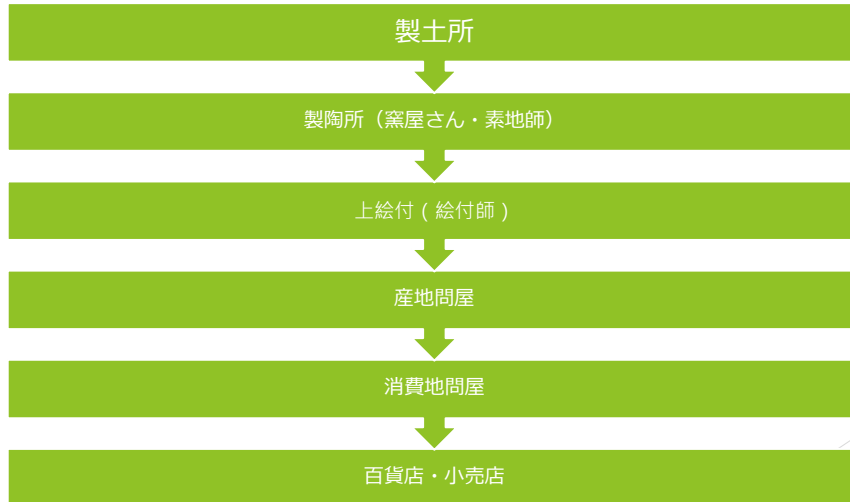 製土所
製陶所（窯屋さん・素地師）
上絵付（絵付師）
産地問屋
消費地問屋
百貨店・小売店